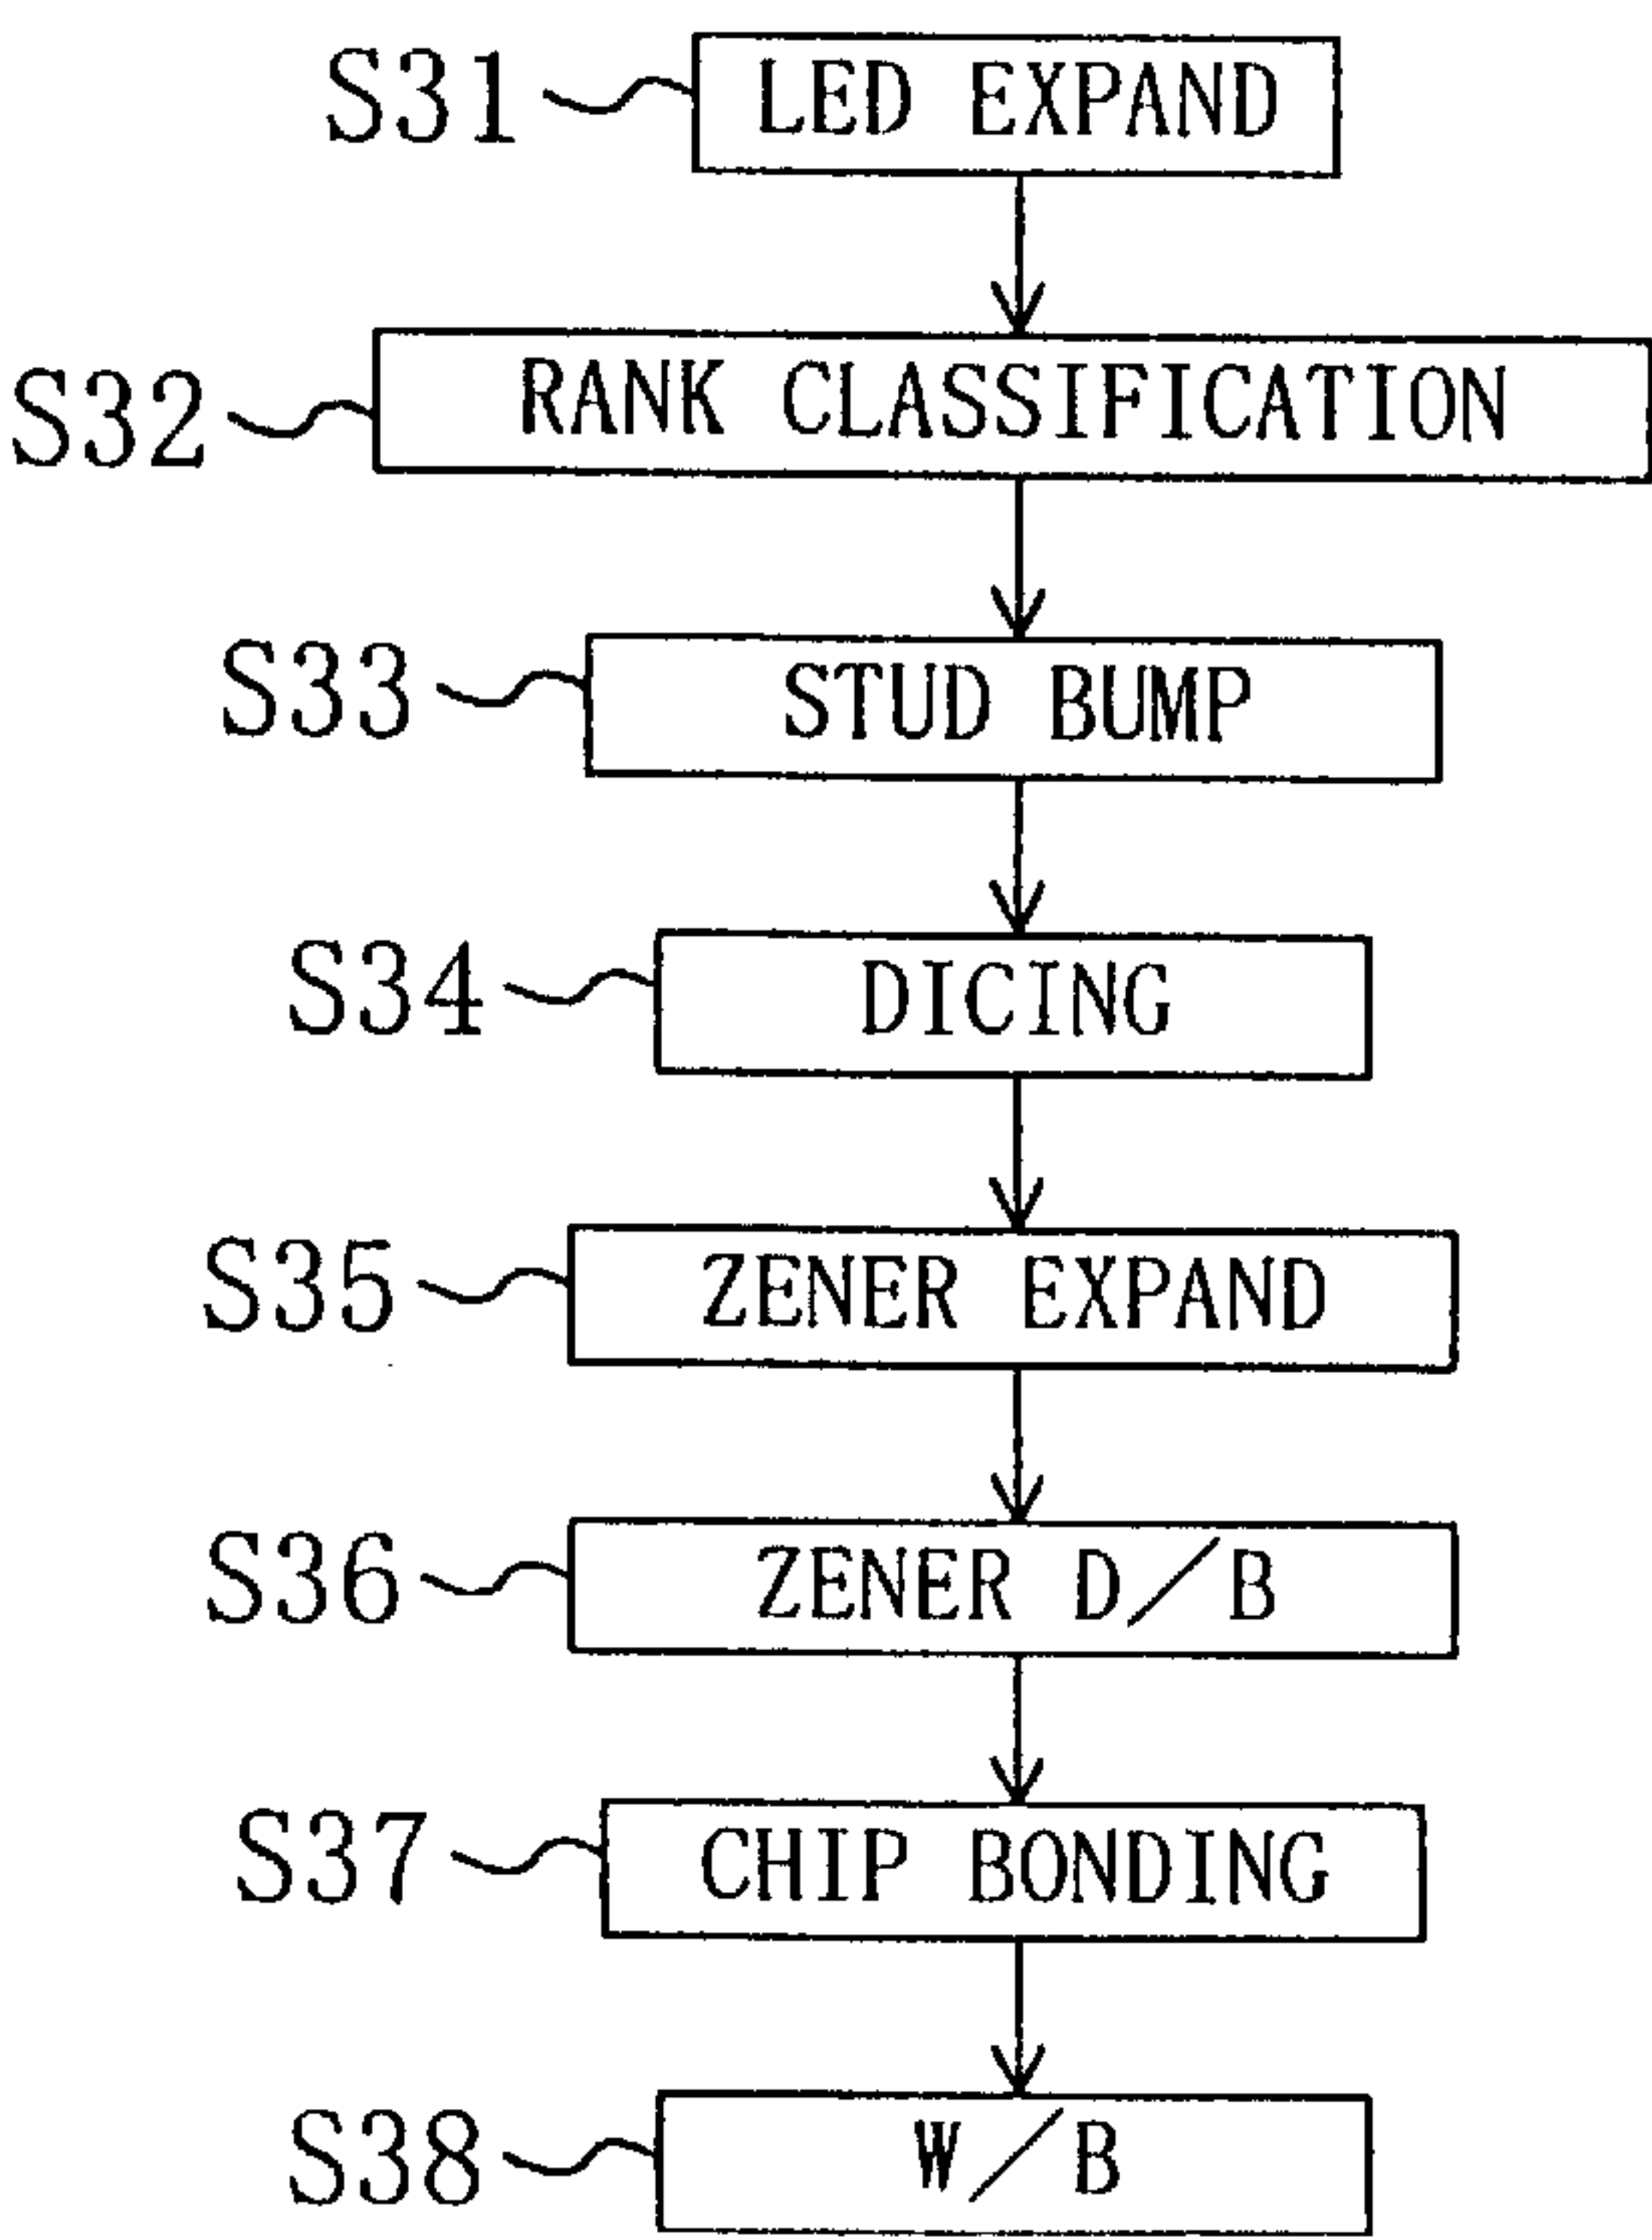 S31 LED EXPAND
S32 RANK CLASSIFICATION
S33 STUD BUMP
S34 DICING
S35 ZENER EXPAND
S36 ZENER D/B
S37 CHIP BONDING
S38 W/B